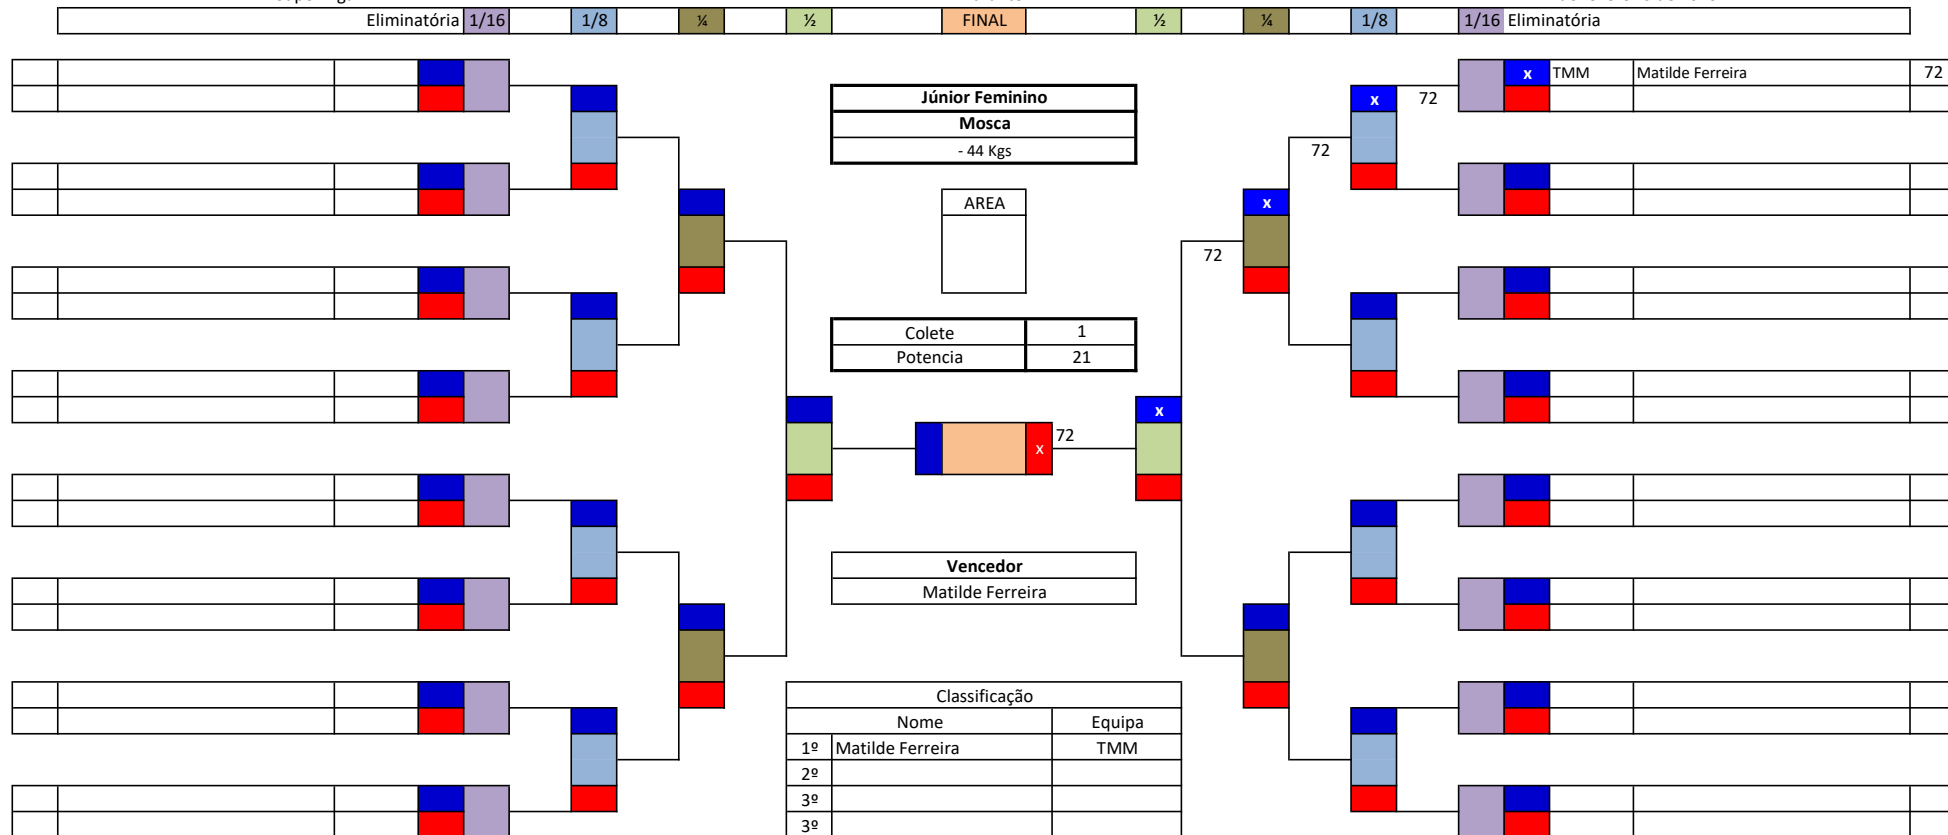 Eliminatória 1/16 1/8 ¼ ½ FINAL ½ ¼ 1/8 1/16 Eliminatória
x TMM Matilde Ferreira 72
Júnior Feminino
x 72
Mosca
- 44 Kgs
72
AREA
x
72
Colete 1
Potencia 21
x
x 72
Vencedor
Matilde Ferreira
Classificação
Nome Equipa
1º Matilde Ferreira TMM
2º
3º
3º